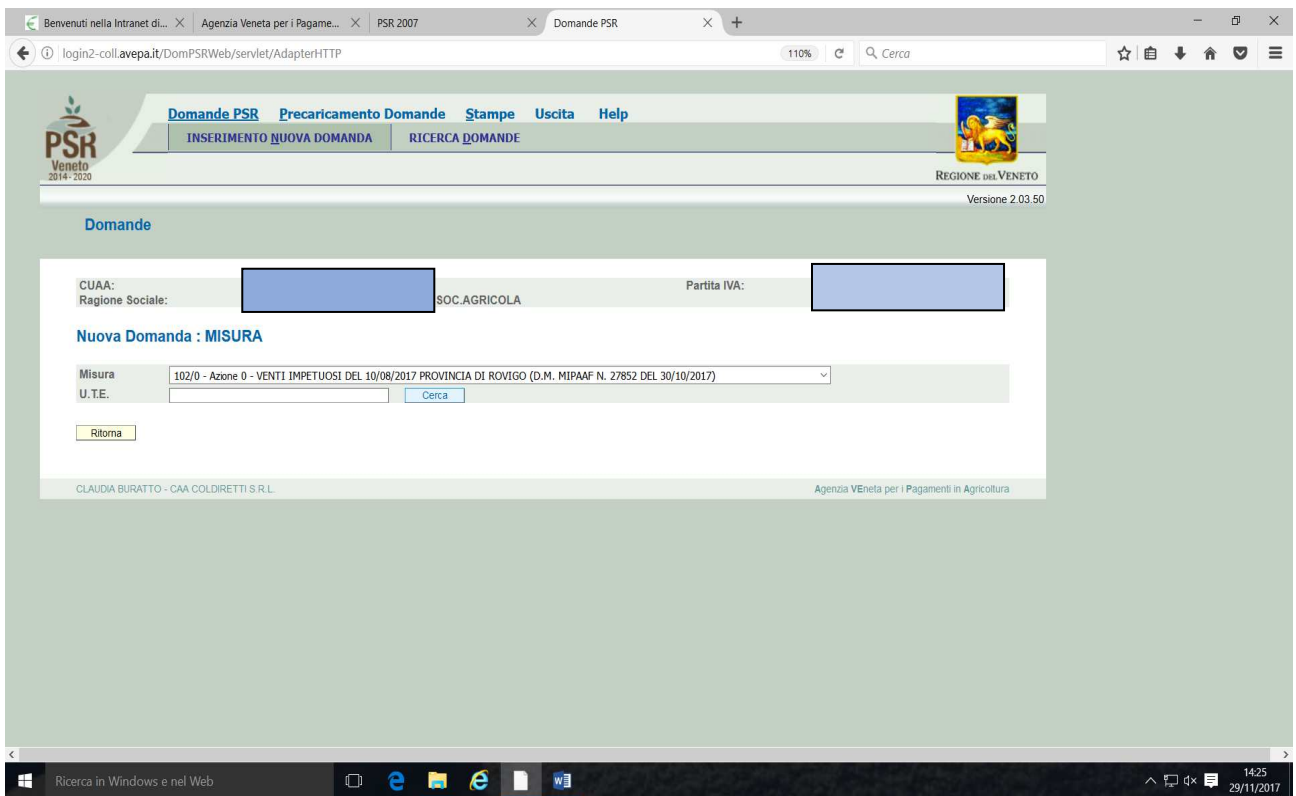 Benvenuti nella Intranet di... Agenzia Veneta per i Pagame... PSR 2007 Domande PSR
login2-coll.avepa.it/DomPSRWeb/servlet/AdapterHTTP 110% Cerca
Domande PSR Precaricamento Domande Stampe Uscita Help
INSERIMENTO NUOVA DOMANDA RICERCA DOMANDE
PSR
Veneto
2014-2020
REGIONE DEL VENETO
Versione 2.03.50
Domande
CUAA: Partita IVA:
Ragione Sociale: SOC.AGRICOLA
Nuova Domanda : MISURA
Misura 102/0 - Azione 0 - VENTI IMPETUOSI DEL 10/08/2017 PROVINCIA DI ROVIGO (D.M. MIPAAF N. 27852 DEL 30/10/2017)
U.T.E. Cerca
Ritorna
CLAUDIA BURATTO - CAA COLDIRETTI S.R.L. Agenzia VEneta per i Pagamenti in Agricoltura
Ricerca in Windows e nel Web 14:25
29/11/2017